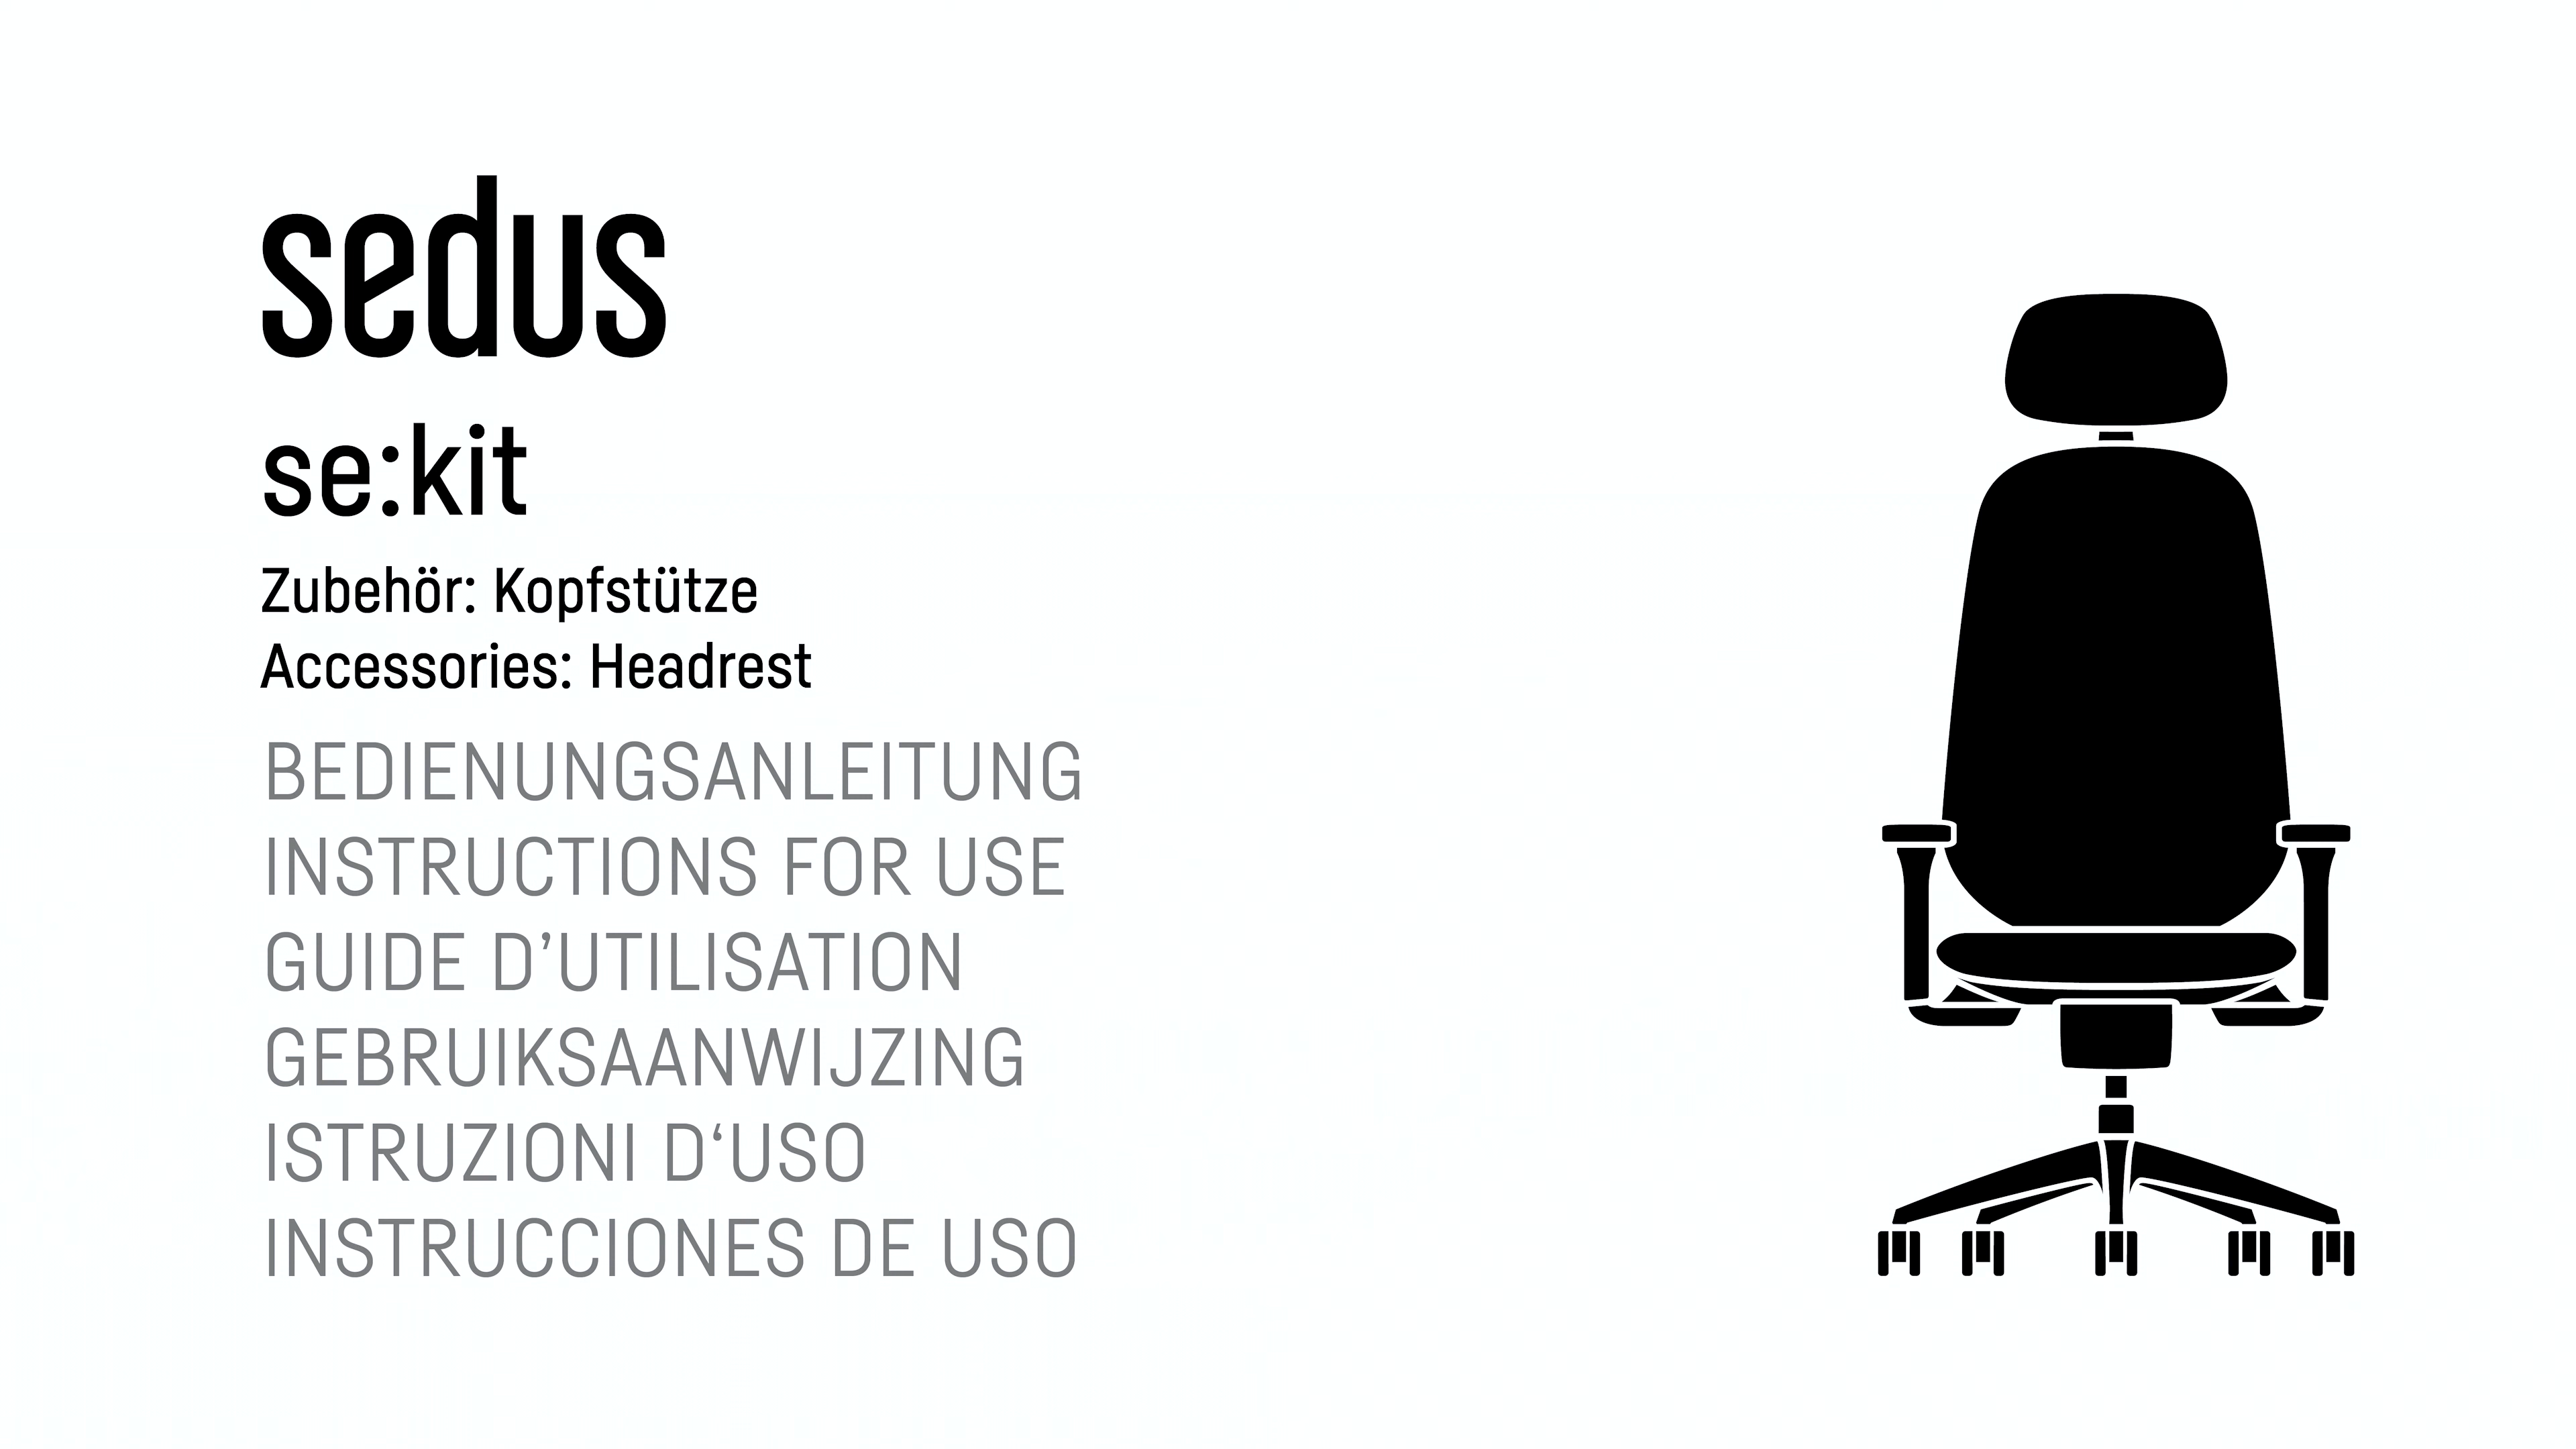 sedus
se:kit
Zubehör: Kopfstütze
Accessories: Headrest
BEDIENUNGSANLEITUNG
INSTRUCTIONS FOR USE
GUIDE D’UTILISATION
GEBRUIKSAANWIJZING
ISTRUZIONI D‘USO
INSTRUCCIONES DE USO